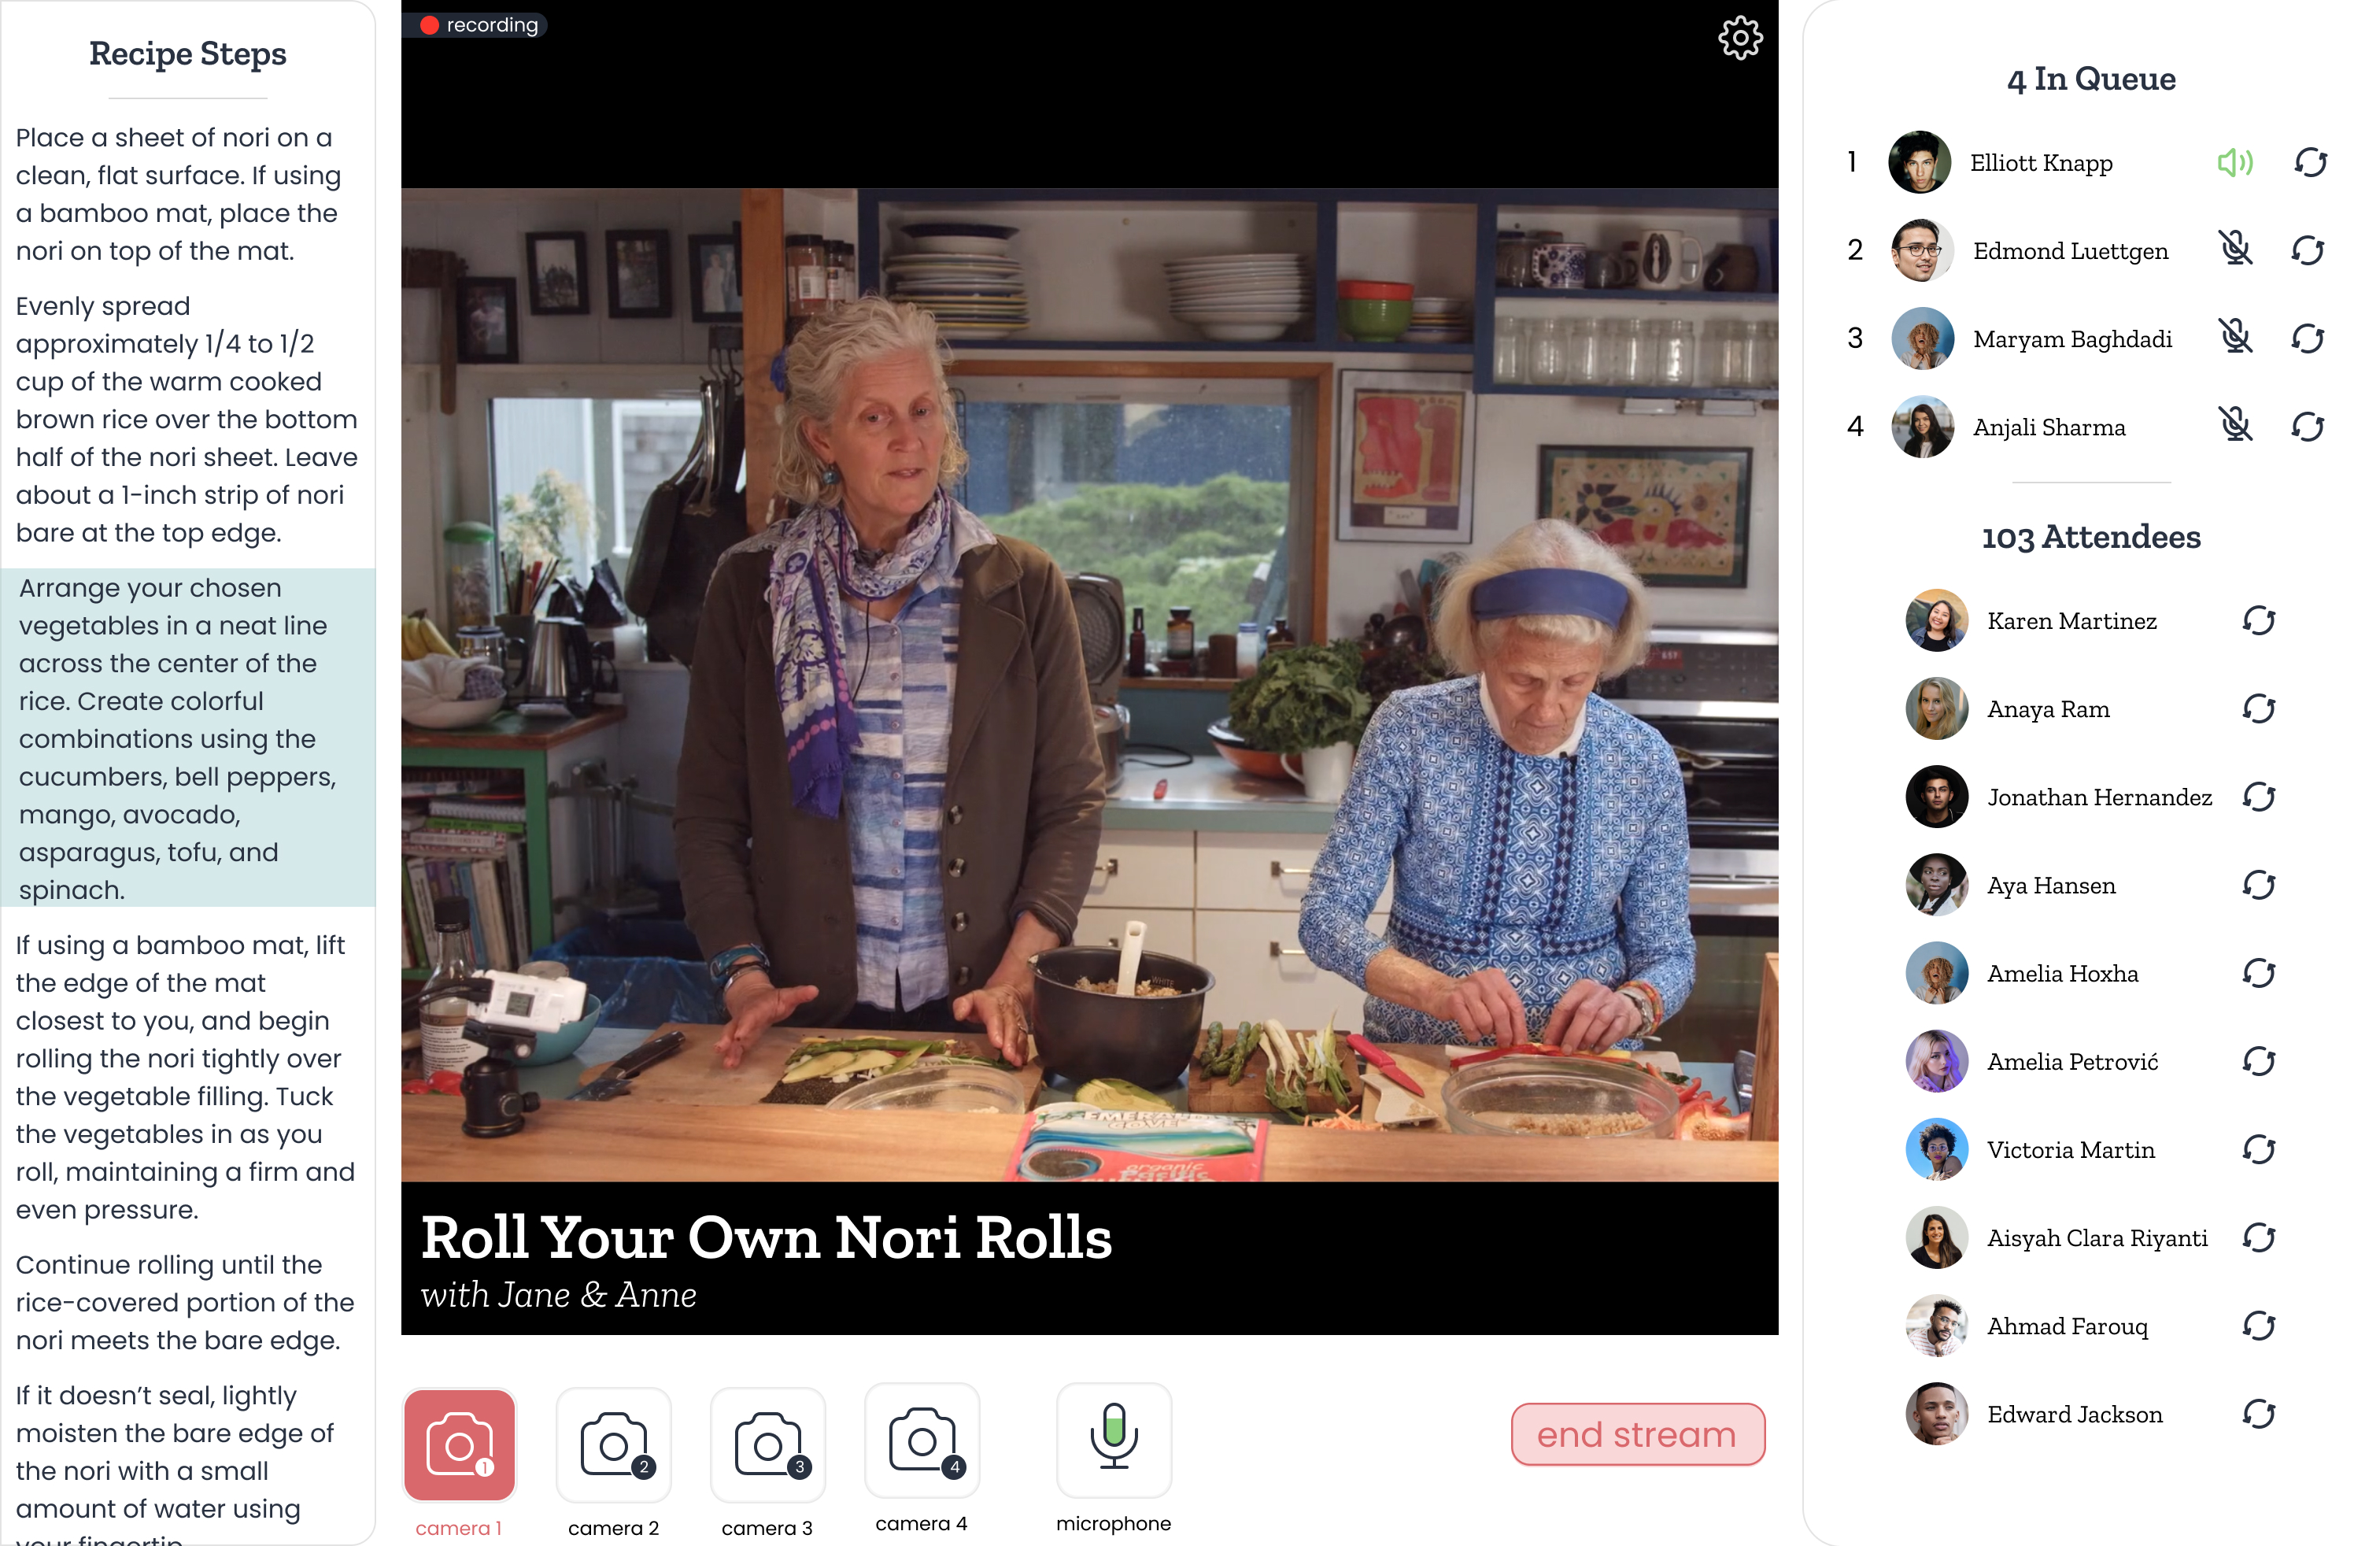 Recipe Steps
Place a sheet of nori on a
clean, flat surface. If using
a bamboo mat, place the
nori on top of the mat.
Evenly spread
approximately 1/4 to 1/2
cup of the warm cooked
brown rice over the bottom
half of the nori sheet. Leave
about a 1-inch strip of nori
bare at the top edge.
Arrange your chosen
vegetables in a neat line
across the center of the
rice. Create colorful
combinations using the
cucumbers, bell peppers,
mango, avocado,
asparagus, tofu, and
spinach.
If using a bamboo mat, lift
the edge of the mat
closest to you, and begin
rolling the nori tightly over
the vegetable filling. Tuck
the vegetables in as you
roll, maintaining a firm and
even pressure.
Continue rolling until the
rice-covered portion of the
nori meets the bare edge.
If it doesn’t seal, lightly
moisten the bare edge of
the nori with a small
amount of water using
your fingertip
recording
WHITE
EMERALD
COVE
organic
Pacific
Roll Your Own Nori Rolls
with Jane & Anne
1
2
3
4
camera 1
camera 2
camera 3
camera 4
microphone
end stream
4 In Queue
1 Elliott Knapp
2 Edmond Luettgen
3 Maryam Baghdadi
4 Anjali Sharma
103 Attendees
Karen Martinez
Anaya Ram
Jonathan Hernandez
Aya Hansen
Amelia Hoxha
Amelia Petrović
Victoria Martin
Aisyah Clara Riyanti
Ahmad Farouq
Edward Jackson